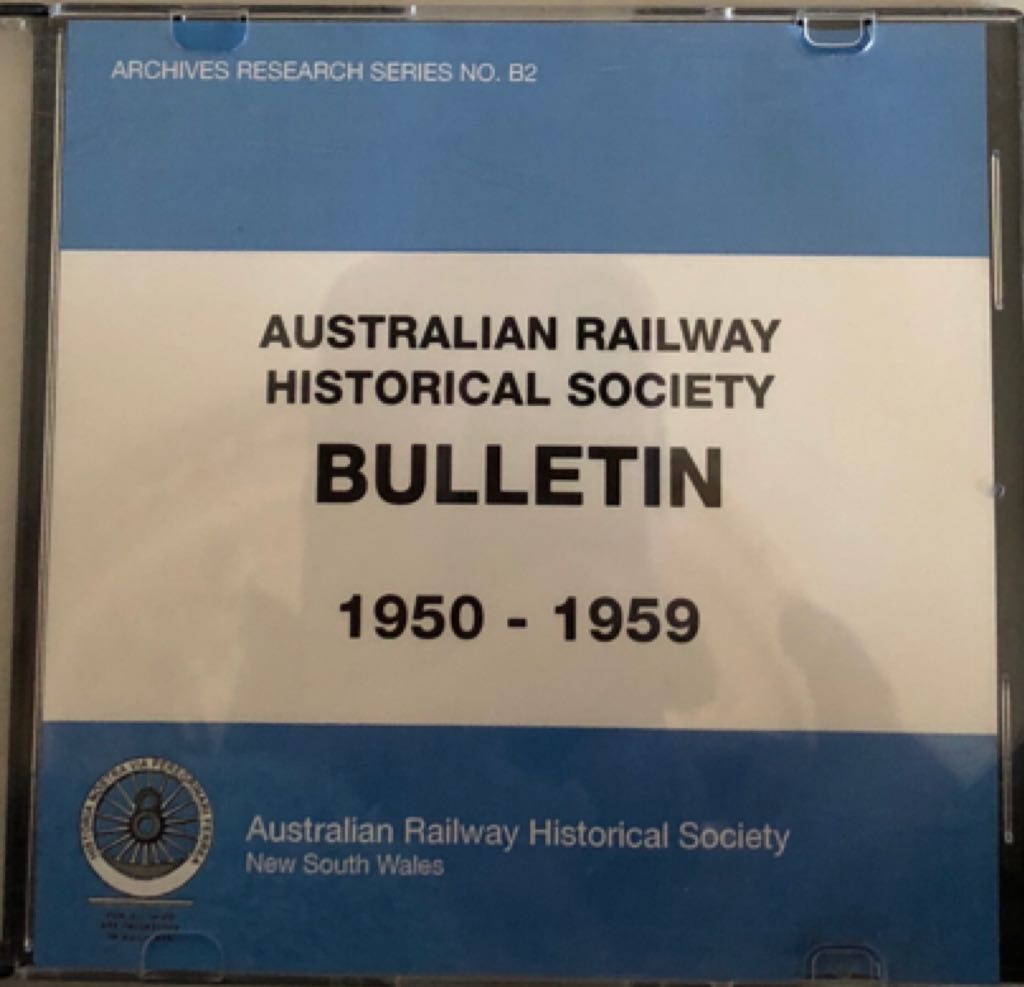 ARCHIVES RESEARCH SERIES NO. B2
AUSTRALIAN RAILWAY
HISTORICAL SOCIETY
BULLETIN
1950 - 1959
Australian Railway Historical Society
New South Wales